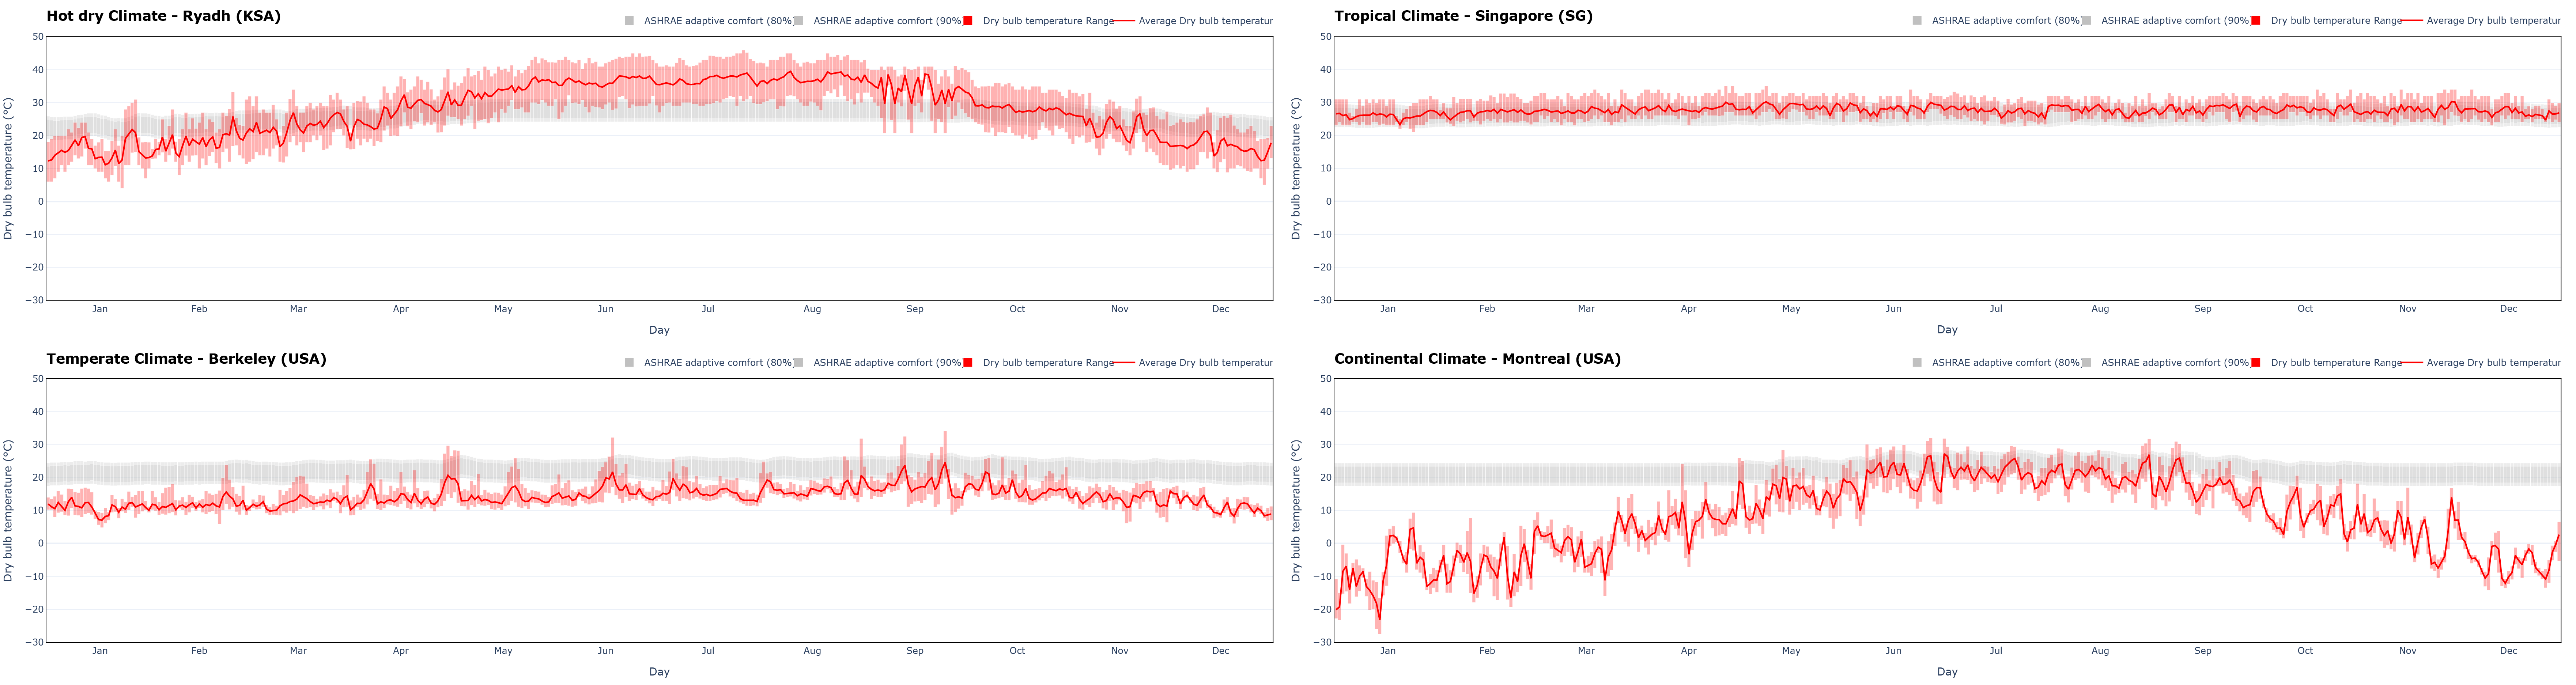 Hot dry Climate - Ryadh (KSA)
ASHRAE adaptive comfort (80%) ASHRAE adaptive comfort (90%) Dry bulb temperature Range Average Dry bulb temperatur
50
40
30
20
10
0
−10
−20
−30
Dry bulb temperature (°C)
Jan Feb Mar Apr May Jun Jul Aug Sep Oct Nov Dec
Day
Tropical Climate - Singapore (SG)
ASHRAE adaptive comfort (80%) ASHRAE adaptive comfort (90%) Dry bulb temperature Range Average Dry bulb temperatur
50
40
30
20
10
0
−10
−20
−30
Dry bulb temperature (°C)
Jan Feb Mar Apr May Jun Jul Aug Sep Oct Nov Dec
Day
Temperate Climate - Berkeley (USA)
ASHRAE adaptive comfort (80%) ASHRAE adaptive comfort (90%) Dry bulb temperature Range Average Dry bulb temperatur
50
40
30
20
10
0
−10
−20
−30
Dry bulb temperature (°C)
Jan Feb Mar Apr May Jun Jul Aug Sep Oct Nov Dec
Day
Continental Climate - Montreal (USA)
ASHRAE adaptive comfort (80%) ASHRAE adaptive comfort (90%) Dry bulb temperature Range Average Dry bulb temperatur
50
40
30
20
10
0
−10
−20
−30
Dry bulb temperature (°C)
Jan Feb Mar Apr May Jun Jul Aug Sep Oct Nov Dec
Day